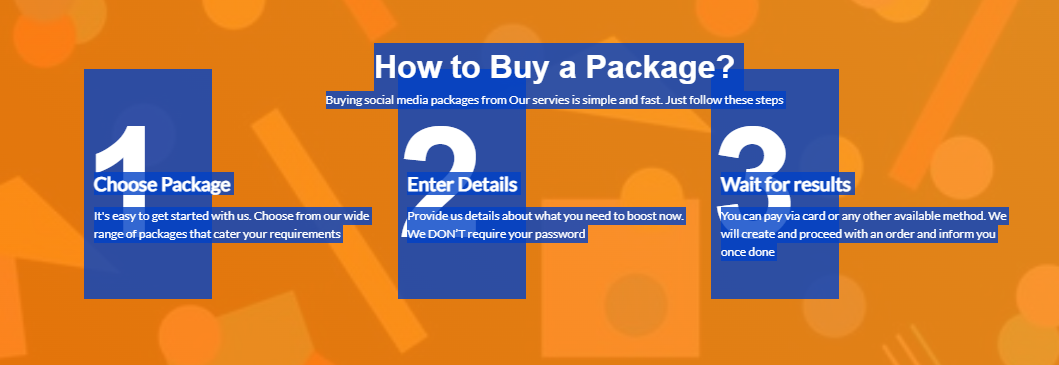 How to Buy a Package?
Buying social media packages from Our servies is simple and fast. Just follow these steps
1
Choose Package
It's easy to get started with us. Choose from our wide
range of packages that cater your requirements
2
Enter Details
Provide us details about what you need to boost now.
We DON'T require your password
3
Wait for results
You can pay via card or any other available method. We
will create and proceed with an order and inform you
once done